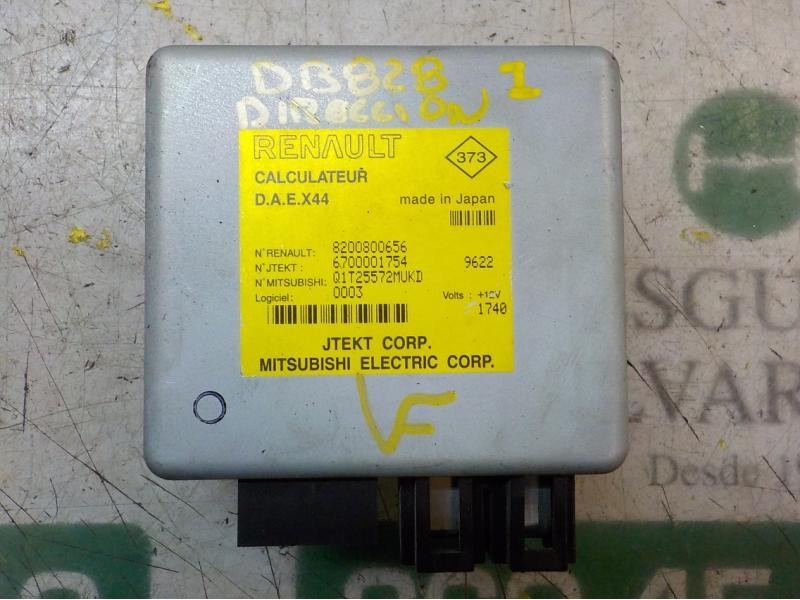 DB828 1
DIRECCION
RENAULT
373
CALCULATEUR
D.A.E.X44
made in Japan
N° RENAULT: 8200800656
N° JTEKT : 6700001754 9622
N° MITSUBISHI: Q1T25572MUKD
Logiciel: 0003 Volts : +12V
1740
JTEKT CORP.
MITSUBISHI ELECTRIC CORP.
VF
Desde